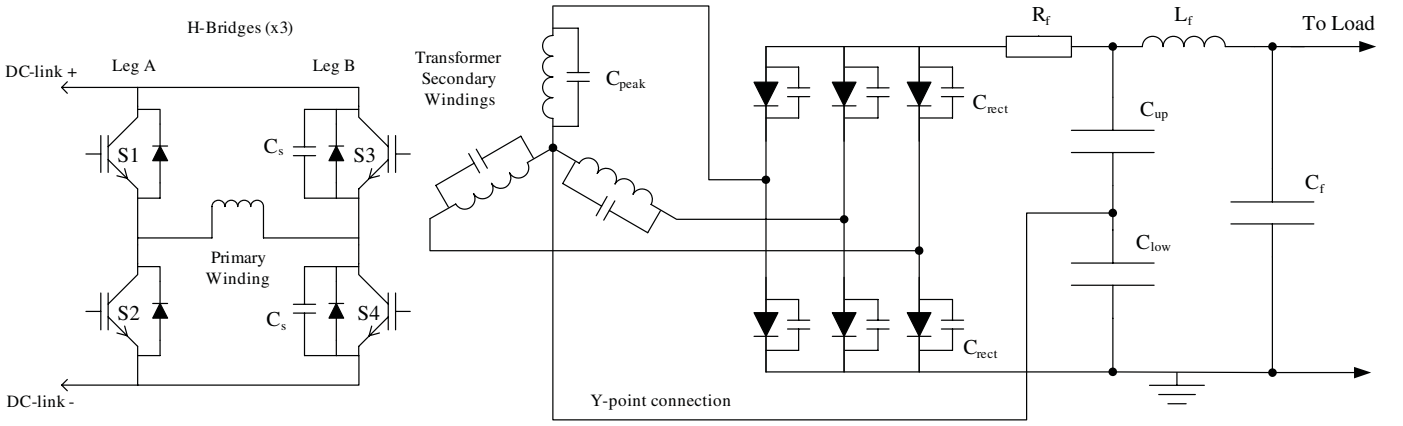 H-Bridges (x3)
DC-link +
Leg A
Leg B
S1
Cs
S3
Primary
Winding
S2
Cs
S4
DC-link -
Transformer
Secondary
Windings
Cpeak
Crect
Crect
Y-point connection
Rf
Lf
To Load
Cup
Clow
Cf